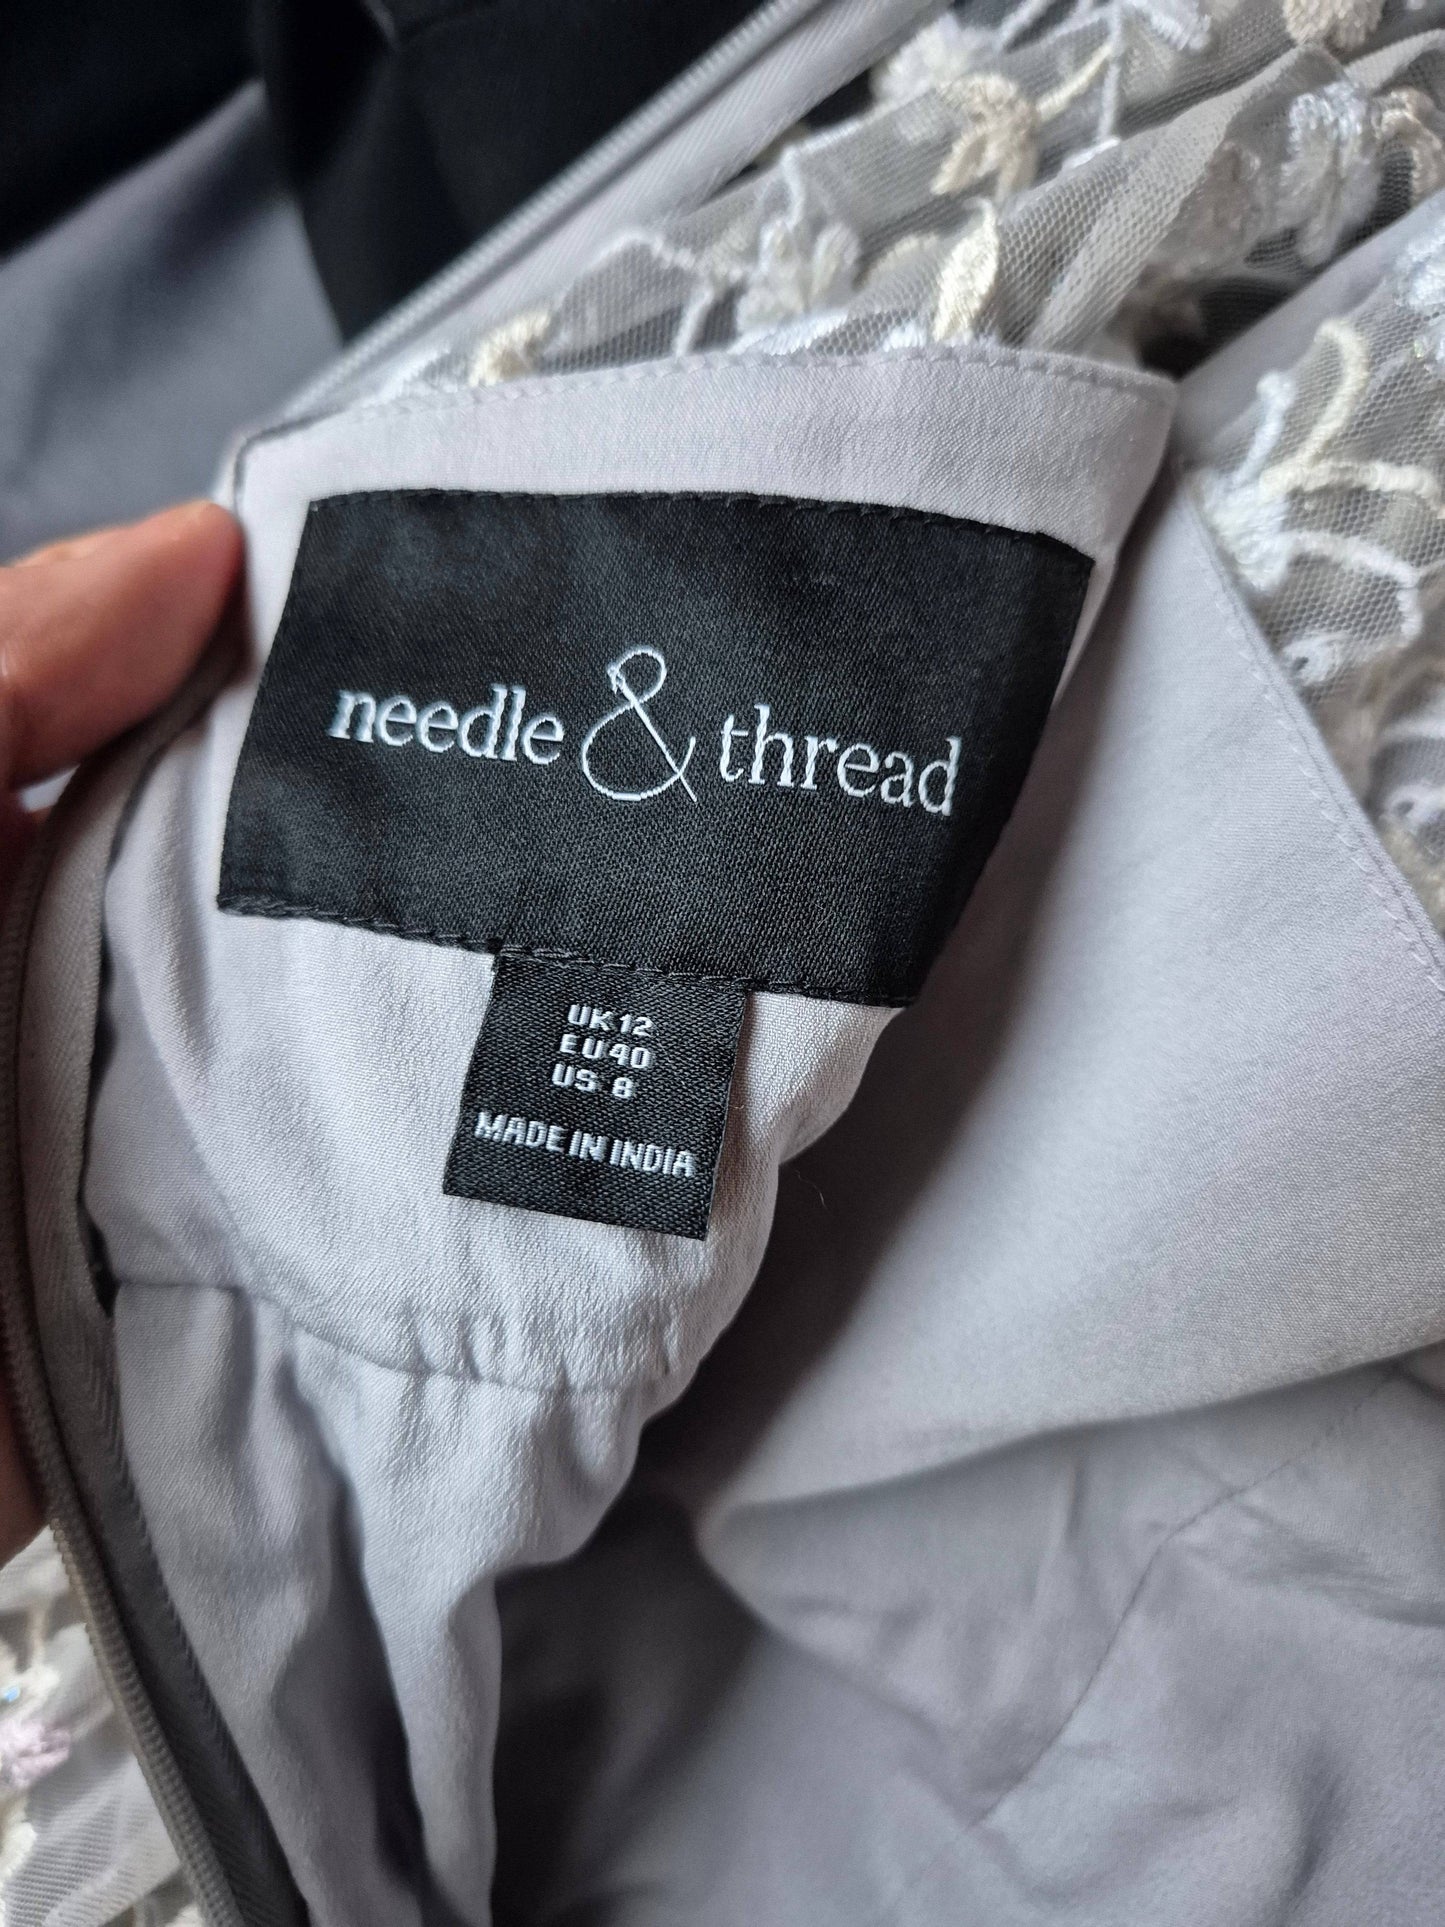 needle & thread
UK 12
EU 40
US 8
MADE IN INDIA